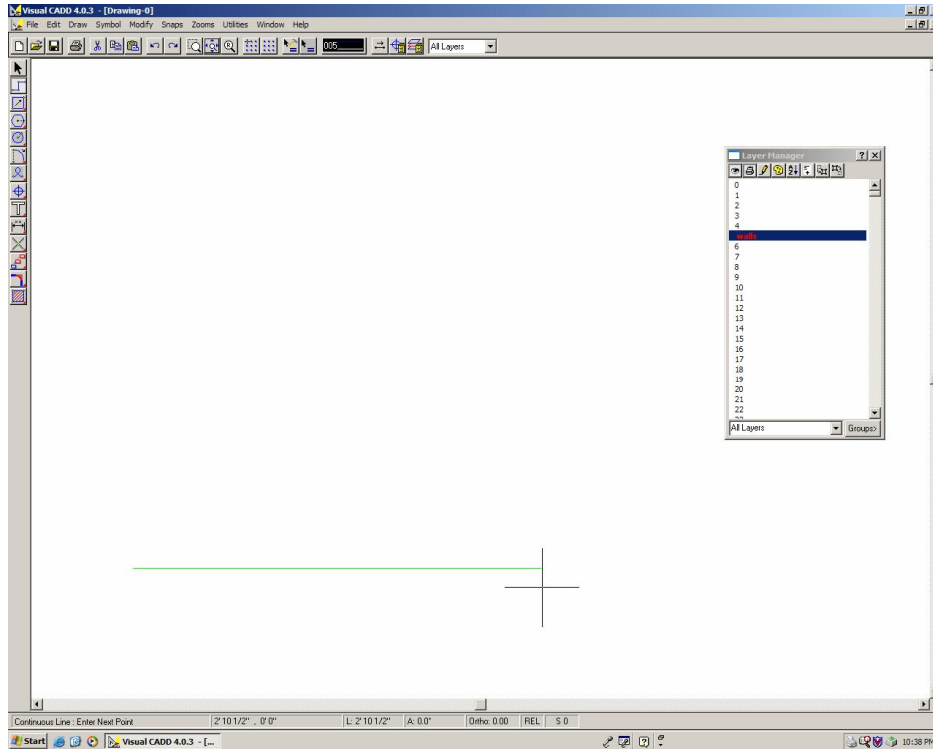 Visual CADD 4.0.3 - [Drawing-0]
File Edit Draw Symbol Modify Snaps Zooms Utilities Window Help
005 All Layers
Layer Manager
0
1
2
3
4
walls
6
7
8
9
10
11
12
13
14
15
16
17
18
19
20
21
22
23
All Layers Groups>
Continuous Line : Enter Next Point 2' 10 1/2" , 0' 0" L: 2' 10 1/2" A: 0.0° Ortho: 0.00 REL S 0
Start Visual CADD 4.0.3 - [... 10:38 PM